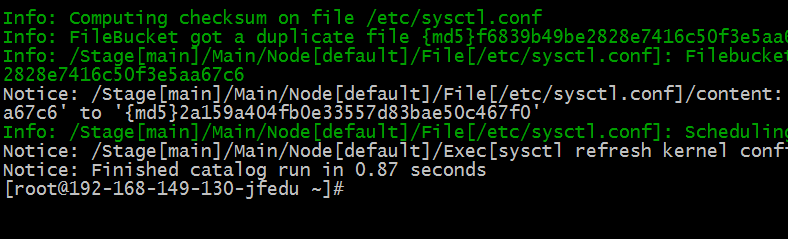 Info: Computing checksum on file /etc/sysctl.conf
Info: FileBucket got a duplicate file {md5}f6839b49be2828e7416c50f3e5aa6
Info: /Stage[main]/Main/Node[default]/File[/etc/sysctl.conf]: Filebucket
2828e7416c50f3e5aa67c6
Notice: /Stage[main]/Main/Node[default]/File[/etc/sysctl.conf]/content:
a67c6' to '{md5}2a159a404fb0e33557d83bae50c467f0'
Info: /Stage[main]/Main/Node[default]/File[/etc/sysctl.conf]: Scheduling
Notice: /Stage[main]/Main/Node[default]/Exec[sysctl refresh kernel conf
Notice: Finished catalog run in 0.87 seconds
[root@192-168-149-130-jfedu ~]#